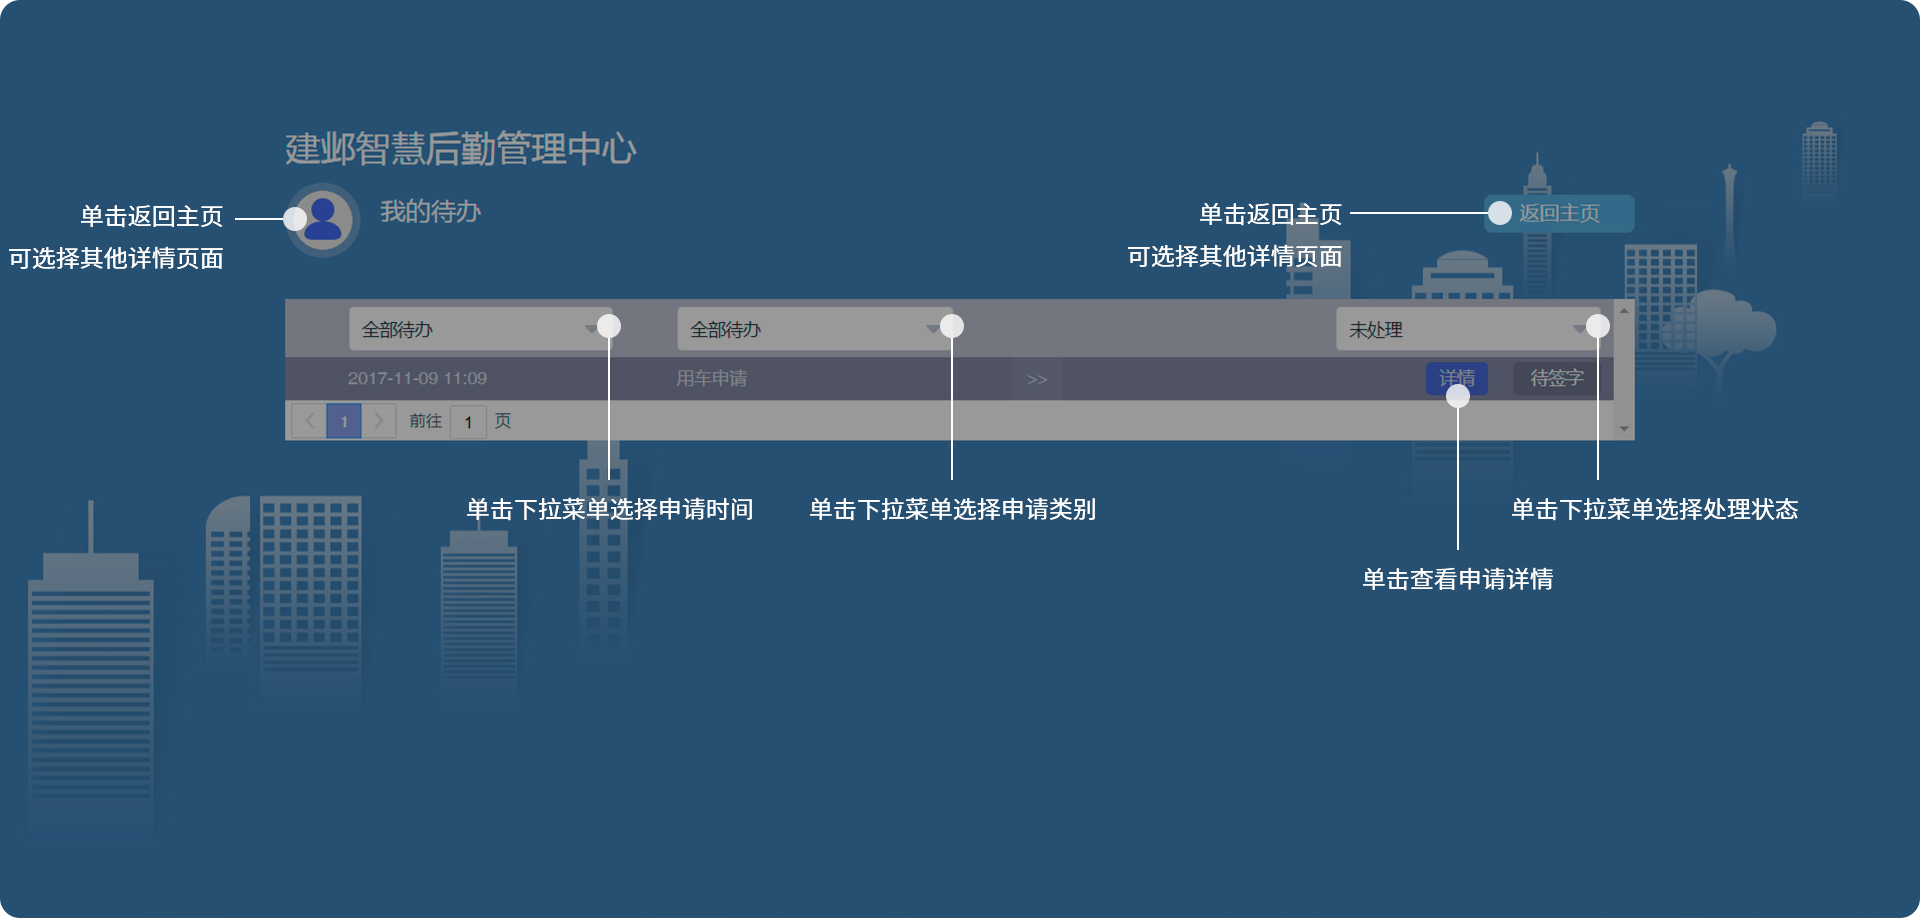 建邺智慧后勤管理中心
我的待办
单击返回主页
可选择其他详情页面
单击返回主页
可选择其他详情页面
返回主页
全部待办
全部待办
未处理
2017-11-09 11:09
用车申请
>>
详情
待签字
1
前往
1
页
单击下拉菜单选择申请时间
单击下拉菜单选择申请类别
单击下拉菜单选择处理状态
单击查看申请详情